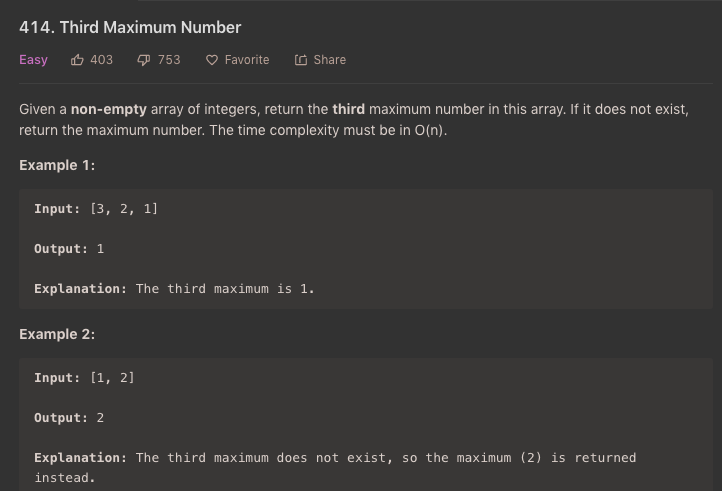 414. Third Maximum Number
Easy 403 753 Favorite Share
Given a non-empty array of integers, return the third maximum number in this array. If it does not exist,
return the maximum number. The time complexity must be in O(n).
Example 1:
Input: [3, 2, 1]
Output: 1
Explanation: The third maximum is 1.
Example 2:
Input: [1, 2]
Output: 2
Explanation: The third maximum does not exist, so the maximum (2) is returned
instead.